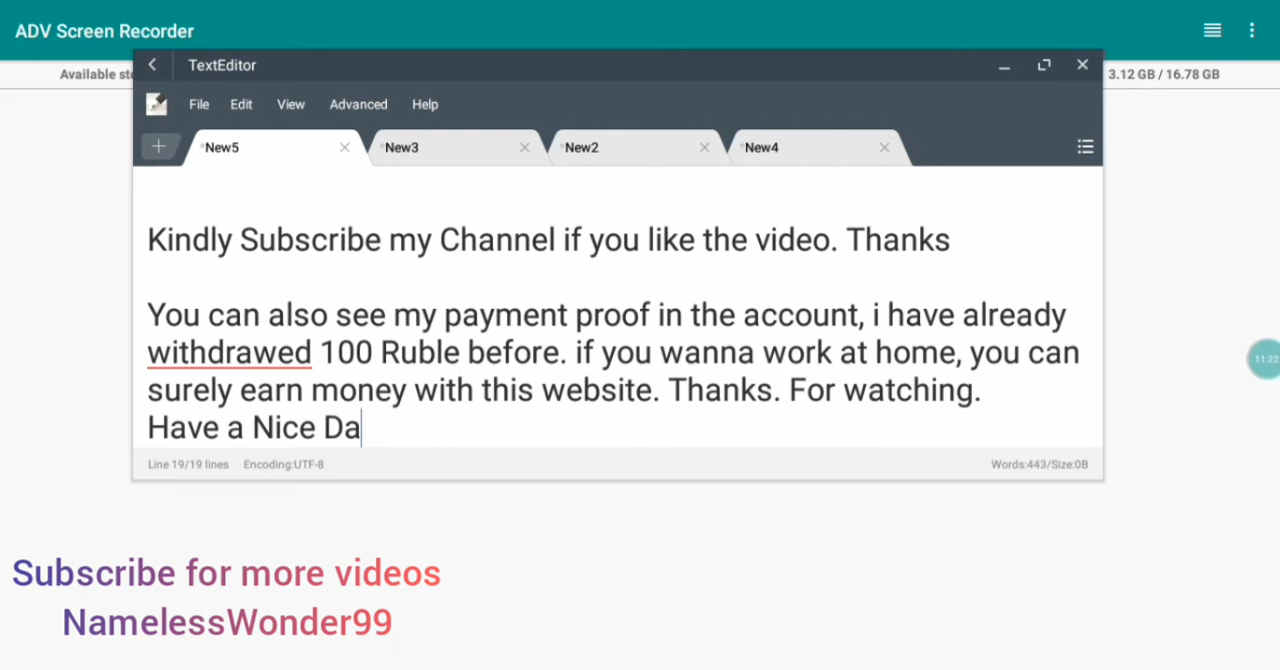 ADV Screen Recorder
Available st
3.12 GB / 16.78 GB
TextEditor
File Edit View Advanced Help
*New5 *New3 *New2 *New4
Kindly Subscribe my Channel if you like the video. Thanks
You can also see my payment proof in the account, i have already
withdrawed 100 Ruble before. if you wanna work at home, you can
surely earn money with this website. Thanks. For watching.
Have a Nice Da
Line 19/19 lines Encoding:UTF-8 Words:443/Size:0B
11:22
Subscribe for more videos
NamelessWonder99